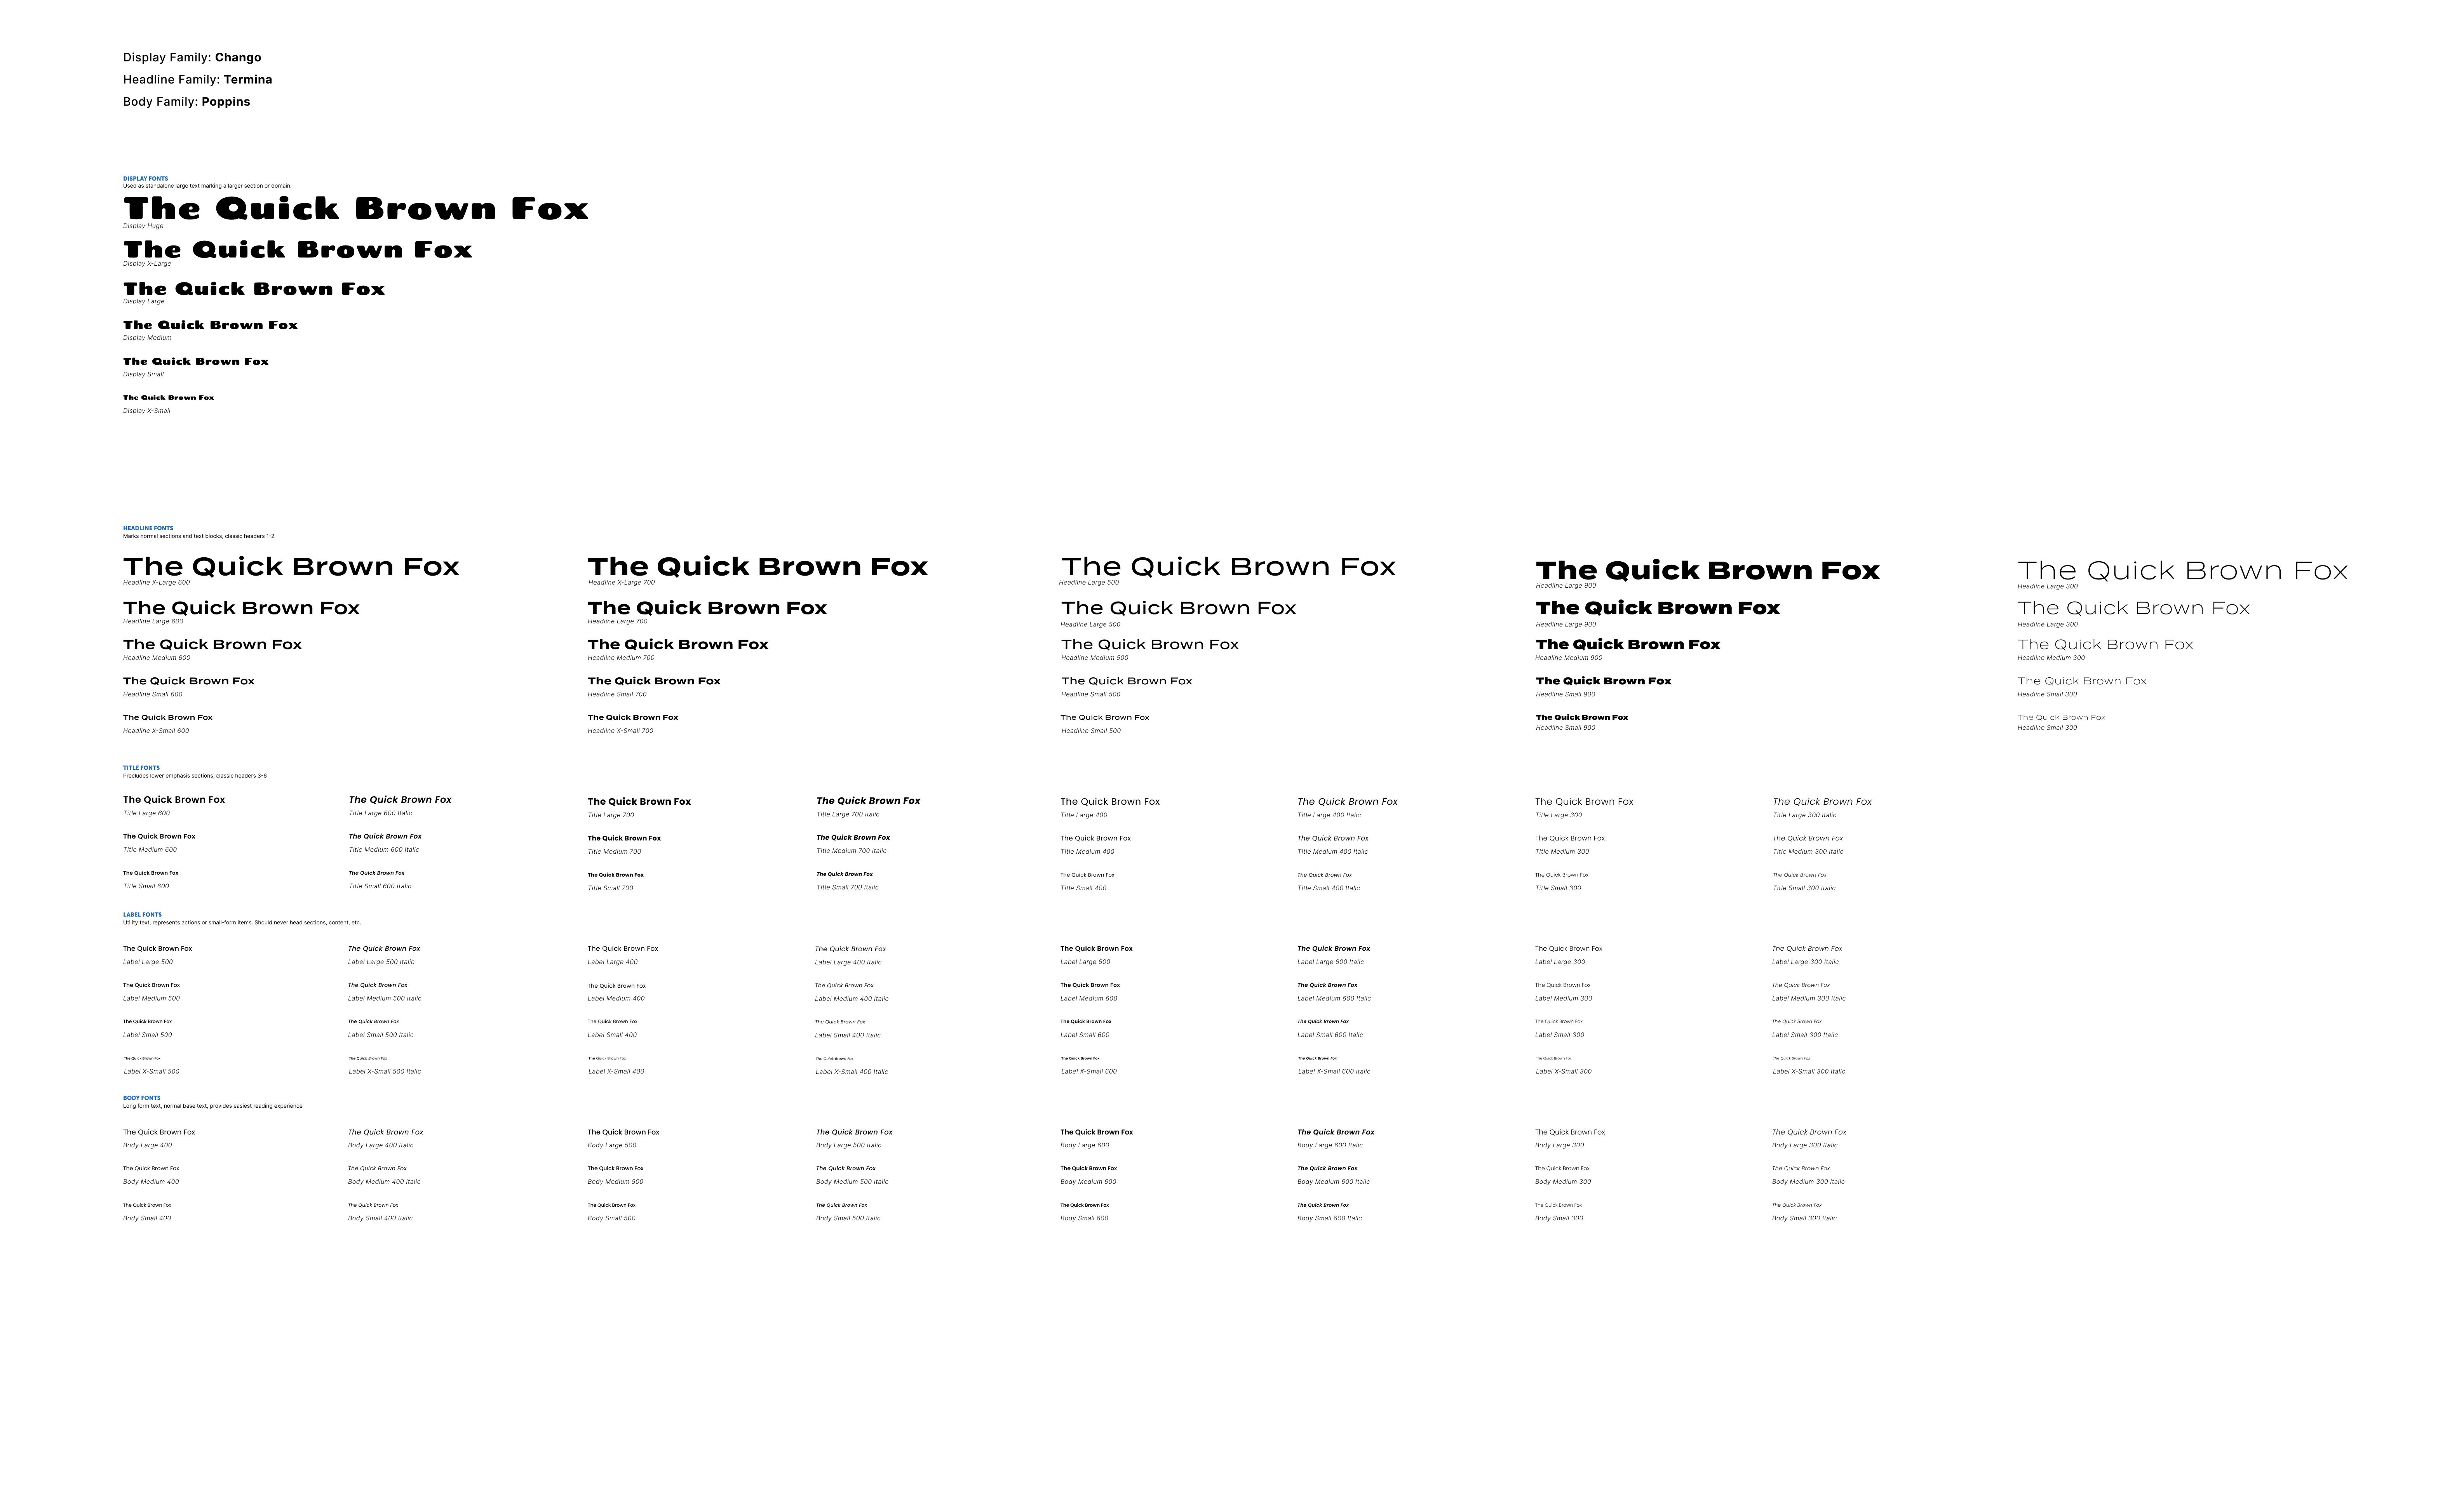 Display Family: Chango
Headline Family: Termina
Body Family: Poppins
DISPLAY FONTS
Used as standalone large text marking a larger section or domain.
The Quick Brown Fox
Display Huge
The Quick Brown Fox
Display X-Large
The Quick Brown Fox
Display Large
The Quick Brown Fox
Display Medium
The Quick Brown Fox
Display Small
The Quick Brown Fox
Display X-Small
HEADLINE FONTS
Marks normal sections and text blocks, classic headers 1-2
The Quick Brown Fox The Quick Brown Fox The Quick Brown Fox The Quick Brown Fox The Quick Brown Fox
Headline X-Large 600 Headline X-Large 700 Headline Large 500 Headline Large 900 Headline Large 300
The Quick Brown Fox The Quick Brown Fox The Quick Brown Fox The Quick Brown Fox The Quick Brown Fox
Headline Large 600 Headline Large 700 Headline Large 500 Headline Large 900 Headline Large 300
The Quick Brown Fox The Quick Brown Fox The Quick Brown Fox The Quick Brown Fox The Quick Brown Fox
Headline Medium 600 Headline Medium 700 Headline Medium 500 Headline Medium 900 Headline Medium 300
The Quick Brown Fox The Quick Brown Fox The Quick Brown Fox The Quick Brown Fox The Quick Brown Fox
Headline Small 600 Headline Small 700 Headline Small 500 Headline Small 900 Headline Small 300
The Quick Brown Fox The Quick Brown Fox The Quick Brown Fox The Quick Brown Fox The Quick Brown Fox
Headline X-Small 600 Headline X-Small 700 Headline Small 500 Headline Small 900 Headline Small 300
TITLE FONTS
Precludes lower emphasis sections, classic headers 3-6
The Quick Brown Fox The Quick Brown Fox The Quick Brown Fox The Quick Brown Fox The Quick Brown Fox The Quick Brown Fox The Quick Brown Fox The Quick Brown Fox
Title Large 600 Title Large 600 Italic Title Large 700 Title Large 700 Italic Title Large 400 Title Large 400 Italic Title Large 300 Title Large 300 Italic
The Quick Brown Fox The Quick Brown Fox The Quick Brown Fox The Quick Brown Fox The Quick Brown Fox The Quick Brown Fox The Quick Brown Fox The Quick Brown Fox
Title Medium 600 Title Medium 600 Italic Title Medium 700 Title Medium 700 Italic Title Medium 400 Title Medium 400 Italic Title Medium 300 Title Medium 300 Italic
The Quick Brown Fox The Quick Brown Fox The Quick Brown Fox The Quick Brown Fox The Quick Brown Fox The Quick Brown Fox The Quick Brown Fox The Quick Brown Fox
Title Small 600 Title Small 600 Italic Title Small 700 Title Small 700 Italic Title Small 400 Title Small 400 Italic Title Small 300 Title Small 300 Italic
LABEL FONTS
Utility text, represents actions or small-form items. Should never head sections, content, etc.
The Quick Brown Fox The Quick Brown Fox The Quick Brown Fox The Quick Brown Fox The Quick Brown Fox The Quick Brown Fox The Quick Brown Fox The Quick Brown Fox
Label Large 500 Label Large 500 Italic Label Large 400 Label Large 400 Italic Label Large 600 Label Large 600 Italic Label Large 300 Label Large 300 Italic
The Quick Brown Fox The Quick Brown Fox The Quick Brown Fox The Quick Brown Fox The Quick Brown Fox The Quick Brown Fox The Quick Brown Fox The Quick Brown Fox
Label Medium 500 Label Medium 500 Italic Label Medium 400 Label Medium 400 Italic Label Medium 600 Label Medium 600 Italic Label Medium 300 Label Medium 300 Italic
The Quick Brown Fox The Quick Brown Fox The Quick Brown Fox The Quick Brown Fox The Quick Brown Fox The Quick Brown Fox The Quick Brown Fox The Quick Brown Fox
Label Small 500 Label Small 500 Italic Label Small 400 Label Small 400 Italic Label Small 600 Label Small 600 Italic Label Small 300 Label Small 300 Italic
The Quick Brown Fox The Quick Brown Fox The Quick Brown Fox The Quick Brown Fox The Quick Brown Fox The Quick Brown Fox The Quick Brown Fox The Quick Brown Fox
Label X-Small 500 Label X-Small 500 Italic Label X-Small 400 Label X-Small 400 Italic Label X-Small 600 Label X-Small 600 Italic Label X-Small 300 Label X-Small 300 Italic
BODY FONTS
Long form text, normal base text, provides easiest reading experience
The Quick Brown Fox The Quick Brown Fox The Quick Brown Fox The Quick Brown Fox The Quick Brown Fox The Quick Brown Fox The Quick Brown Fox The Quick Brown Fox
Body Large 400 Body Large 400 Italic Body Large 500 Body Large 500 Italic Body Large 600 Body Large 600 Italic Body Large 300 Body Large 300 Italic
The Quick Brown Fox The Quick Brown Fox The Quick Brown Fox The Quick Brown Fox The Quick Brown Fox The Quick Brown Fox The Quick Brown Fox The Quick Brown Fox
Body Medium 400 Body Medium 400 Italic Body Medium 500 Body Medium 500 Italic Body Medium 600 Body Medium 600 Italic Body Medium 300 Body Medium 300 Italic
The Quick Brown Fox The Quick Brown Fox The Quick Brown Fox The Quick Brown Fox The Quick Brown Fox The Quick Brown Fox The Quick Brown Fox The Quick Brown Fox
Body Small 400 Body Small 400 Italic Body Small 500 Body Small 500 Italic Body Small 600 Body Small 600 Italic Body Small 300 Body Small 300 Italic